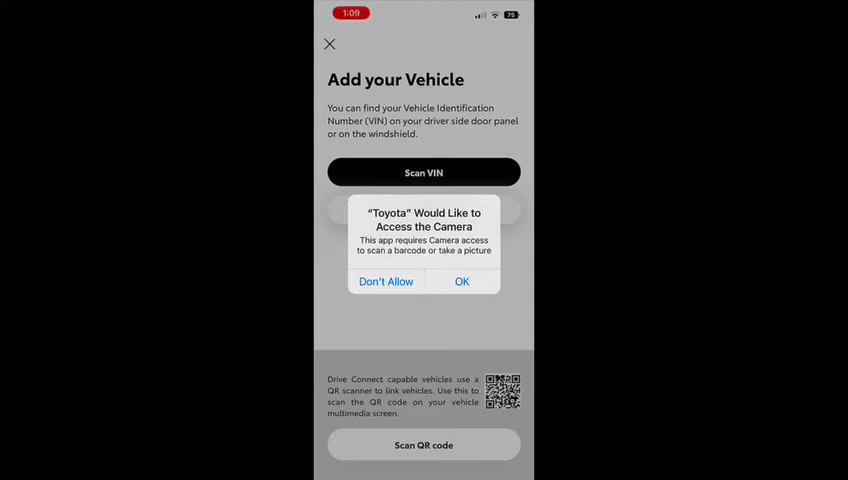 1:09
75
Add your Vehicle
You can find your Vehicle Identification
Number (VIN) on your driver side door panel
or on the windshield.
Scan VIN
“Toyota” Would Like to
Access the Camera
This app requires Camera access
to scan a barcode or take a picture
Don't Allow
OK
Drive Connect capable vehicles use a
QR scanner to link vehicles. Use this to
scan the QR code on your vehicle
multimedia screen.
Scan QR code